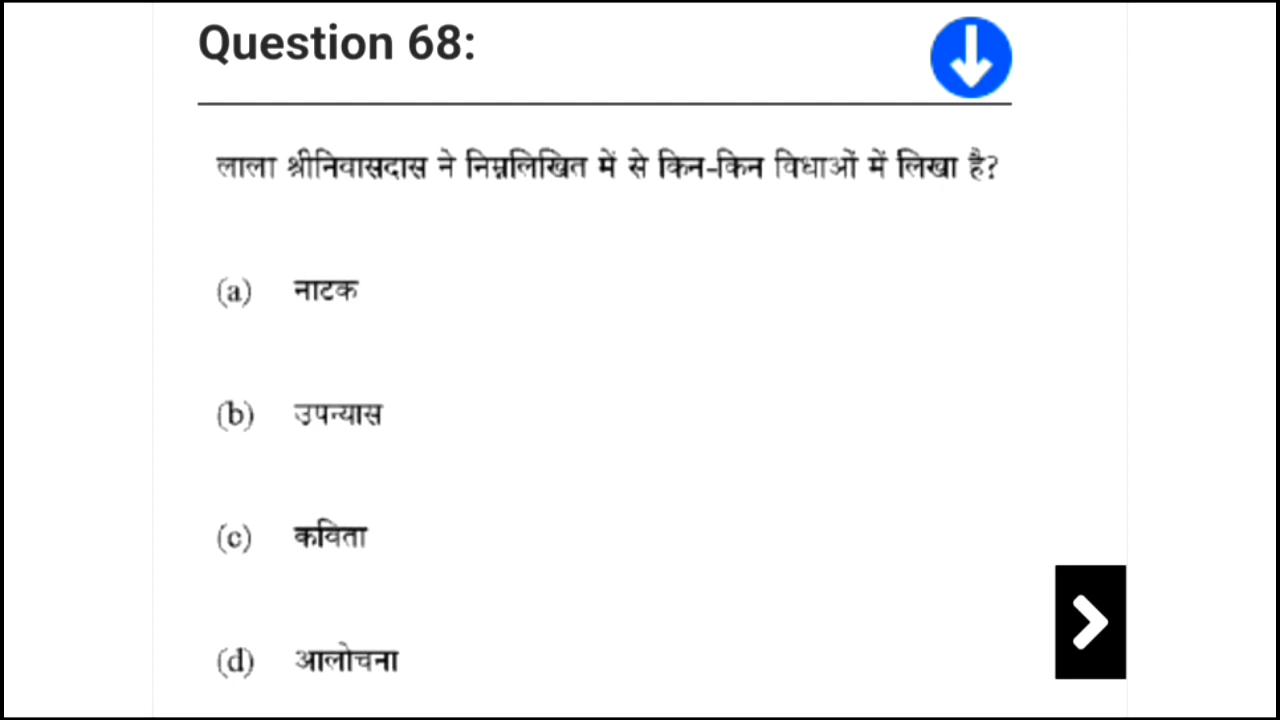 Question 68:
लाला श्रीनिवासदास ने निम्नलिखित में से किन-किन विधाओं में लिखा है?
(a) नाटक
(b) उपन्यास
(c) कविता
(d) आलोचना